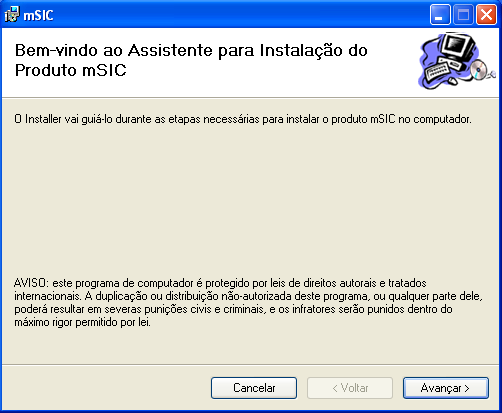 mSIC
Bem-vindo ao Assistente para Instalação do
Produto mSIC
O Installer vai guiá-lo durante as etapas necessárias para instalar o produto mSIC no computador.
AVISO: este programa de computador é protegido por leis de direitos autorais e tratados
internacionais. A duplicação ou distribuição não-autorizada deste programa, ou qualquer parte dele,
poderá resultar em severas punições civis e criminais, e os infratores serão punidos dentro do
máximo rigor permitido por lei.
Cancelar < Voltar Avançar >